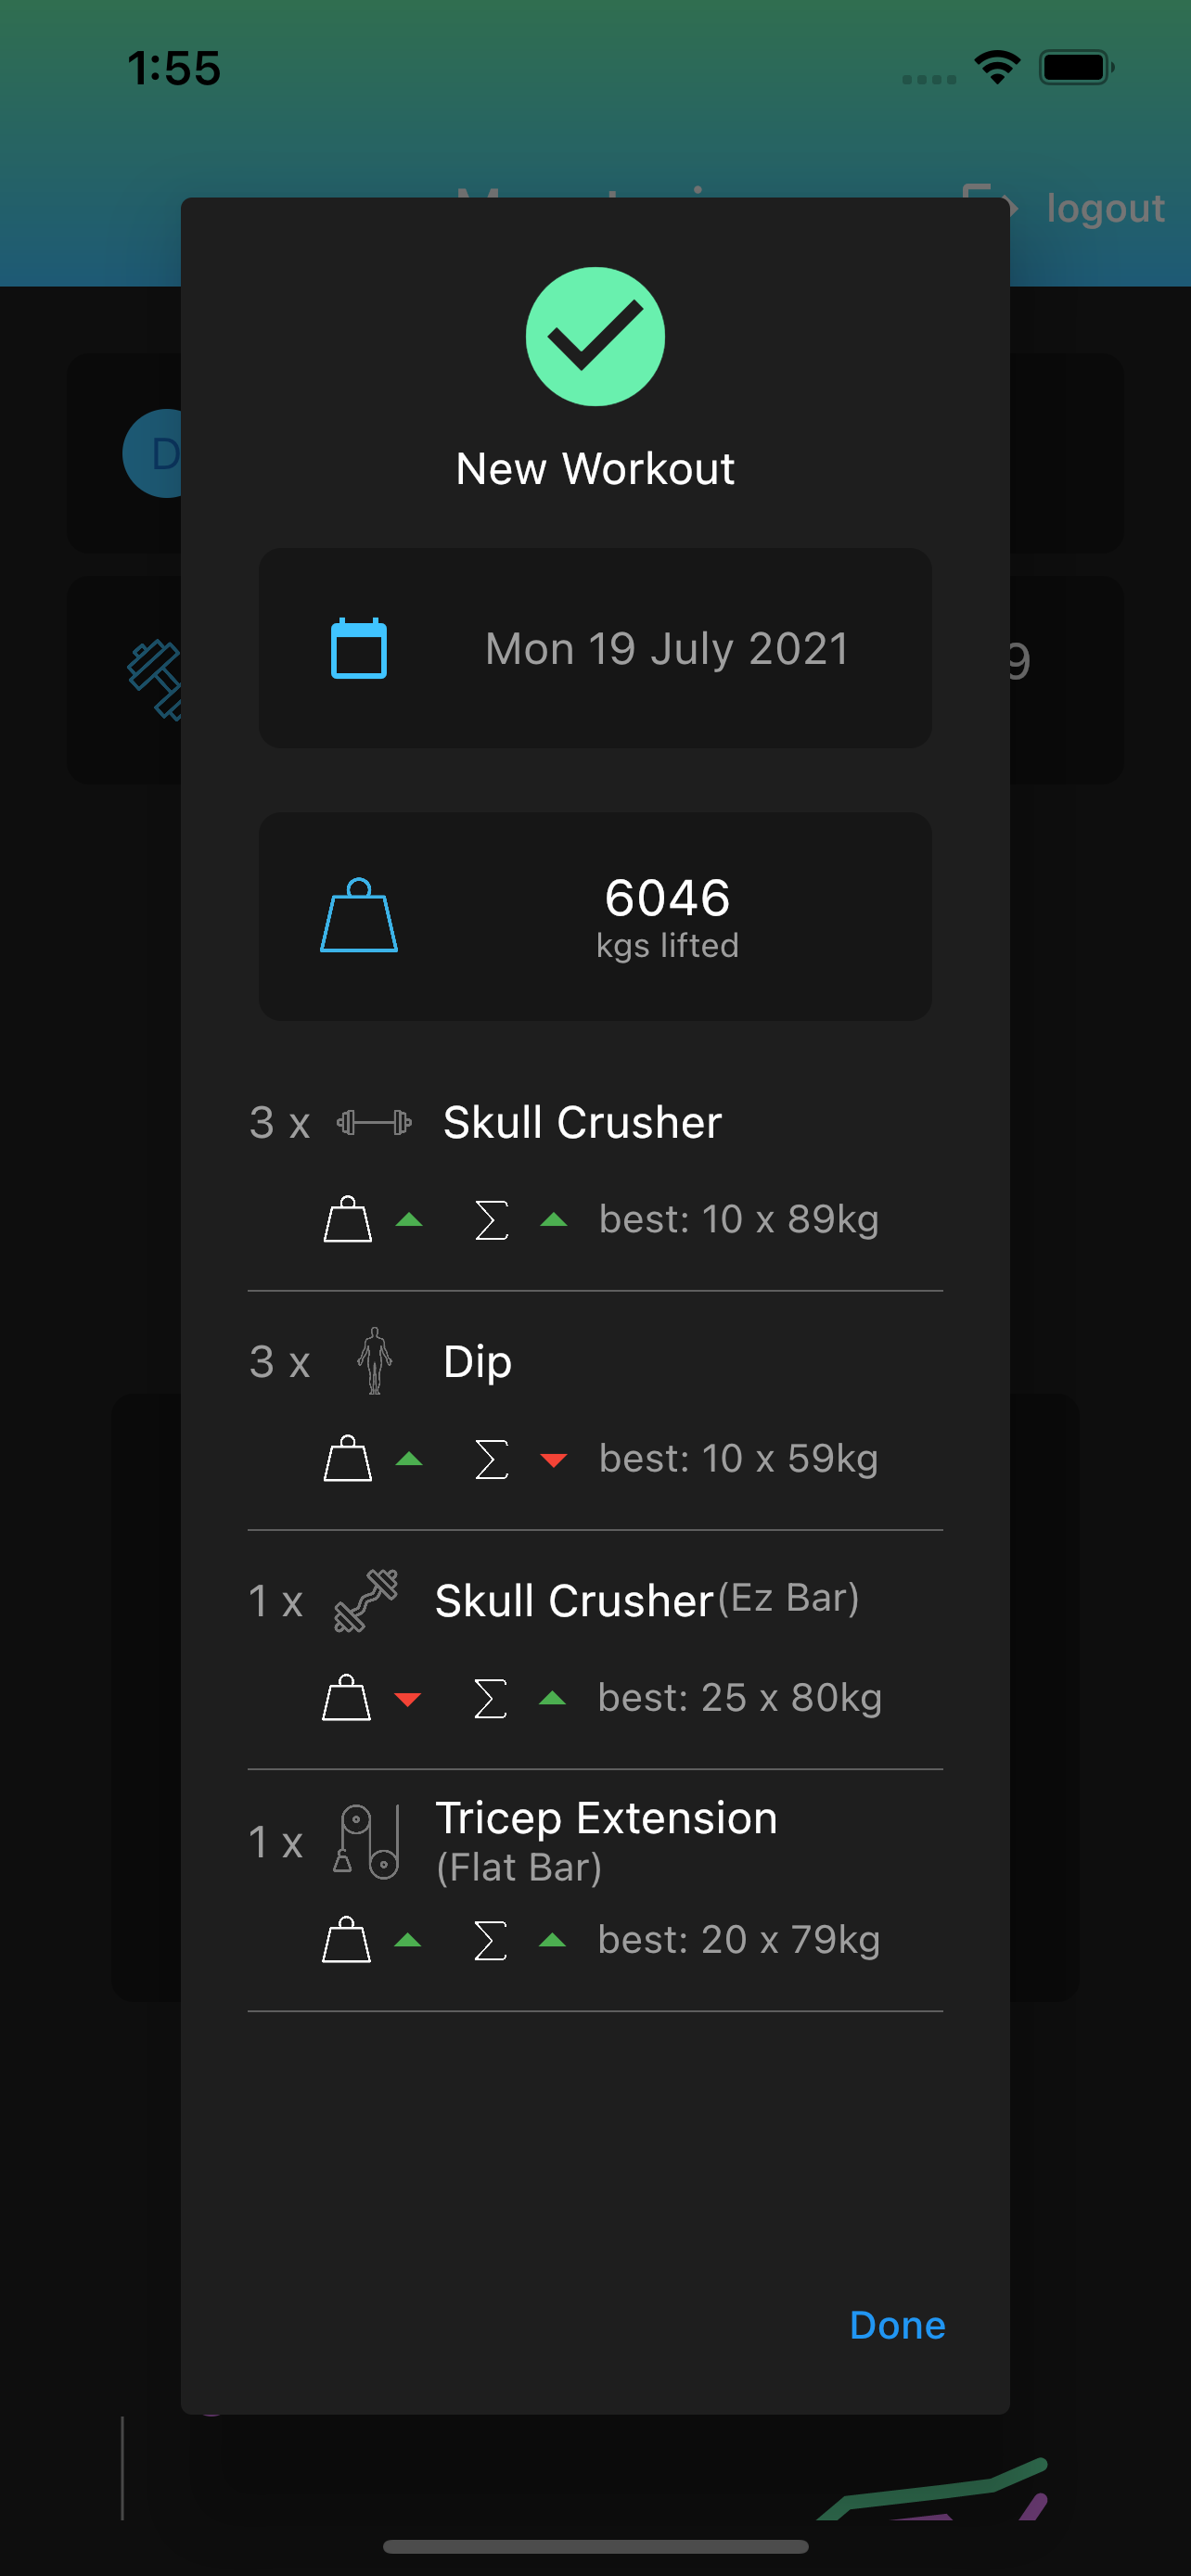 1:55
logout
D
New Workout
Mon 19 July 2021
9
6046
kgs lifted
3 x Skull Crusher
best: 10 x 89kg
3 x Dip
∑ best: 10 x 59kg
1 x Skull Crusher(Ez Bar)
∑ best: 25 x 80kg
1 x Tricep Extension
(Flat Bar)
∑ best: 20 x 79kg
Done